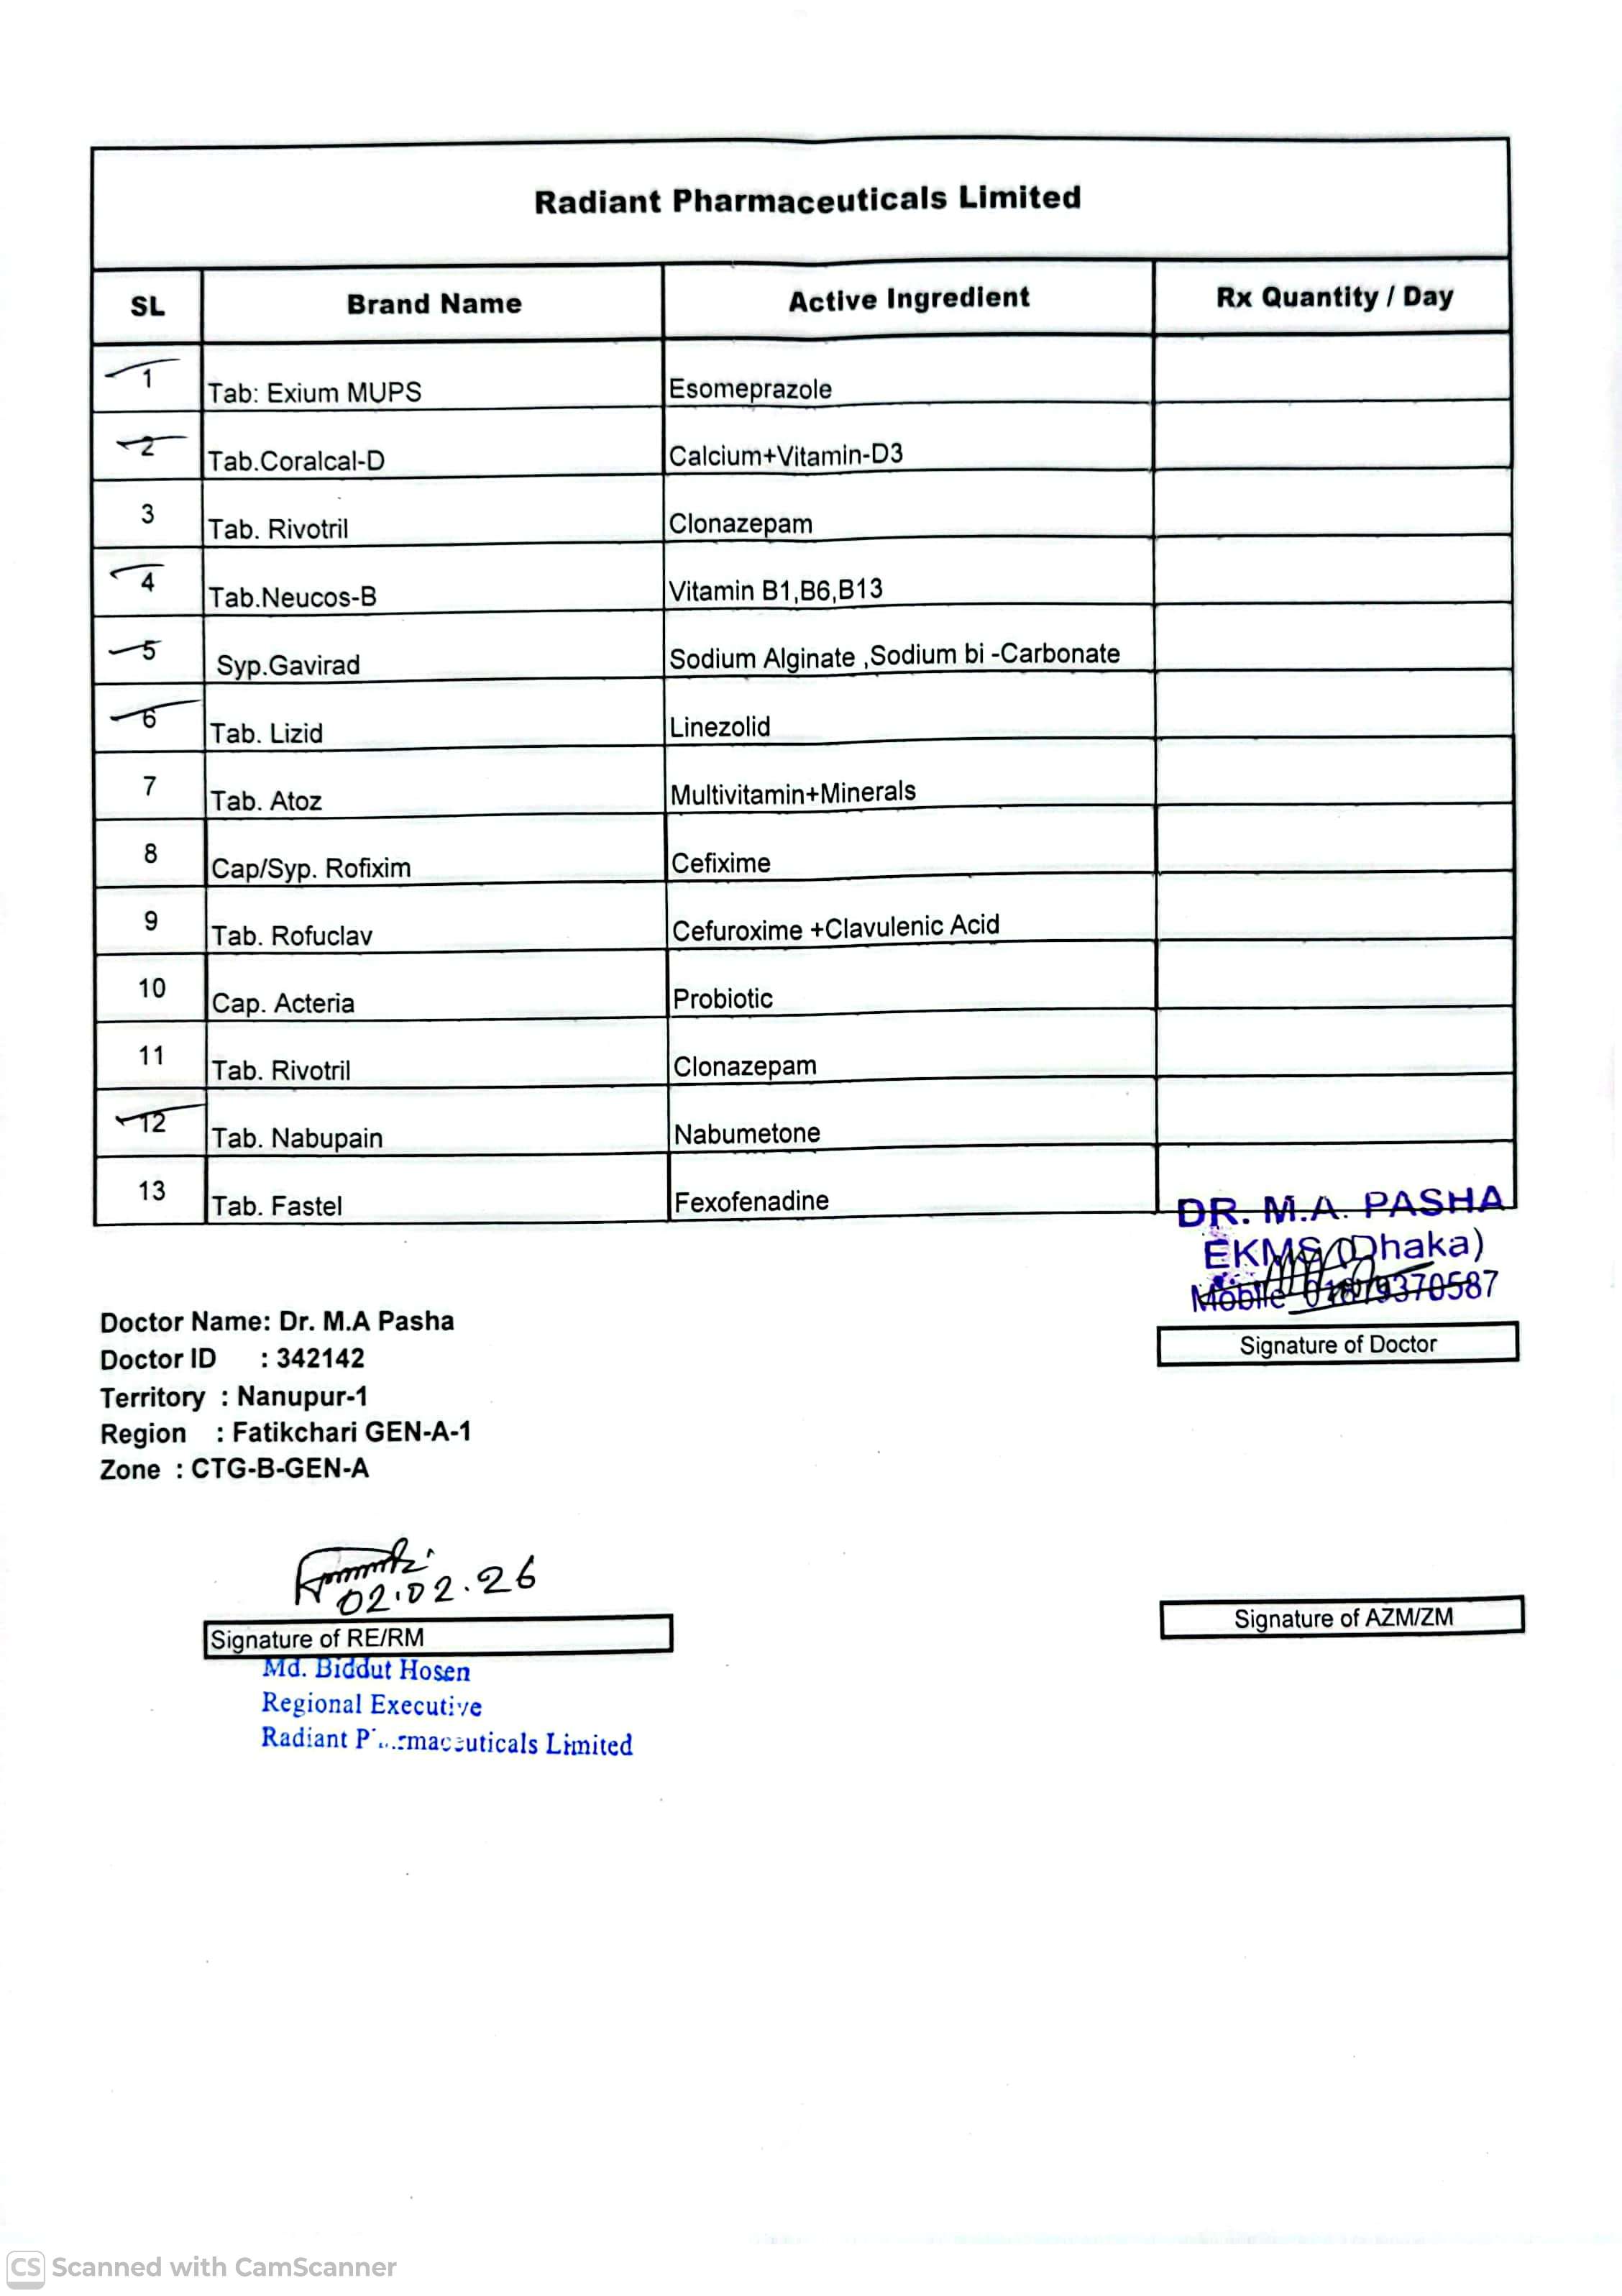 Radiant Pharmaceuticals Limited
SL Brand Name Active Ingredient Rx Quantity / Day
1 Tab: Exium MUPS Esomeprazole
2 Tab.Coralcal-D Calcium+Vitamin-D3
3 Tab. Rivotril Clonazepam
4 Tab.Neucos-B Vitamin B1,B6,B13
5 Syp.Gavirad Sodium Alginate ,Sodium bi -Carbonate
6 Tab. Lizid Linezolid
7 Tab. Atoz Multivitamin+Minerals
8 Cap/Syp. Rofixim Cefixime
9 Tab. Rofuclav Cefuroxime +Clavulenic Acid
10 Cap. Acteria Probiotic
11 Tab. Rivotril Clonazepam
12 Tab. Nabupain Nabumetone
13 Tab. Fastel Fexofenadine
DR. M.A. PASHA
EKMS (Dhaka)
Mobile
Signature of Doctor
Doctor Name: Dr. M.A Pasha
Doctor ID : 342142
Territory : Nanupur-1
Region : Fatikchari GEN-A-1
Zone : CTG-B-GEN-A
02.02.26
Signature of RE/RM
Signature of AZM/ZM
Md. Biddut Hosen
Regional Executive
Radiant Pharmaceuticals Limited
CS Scanned with CamScanner